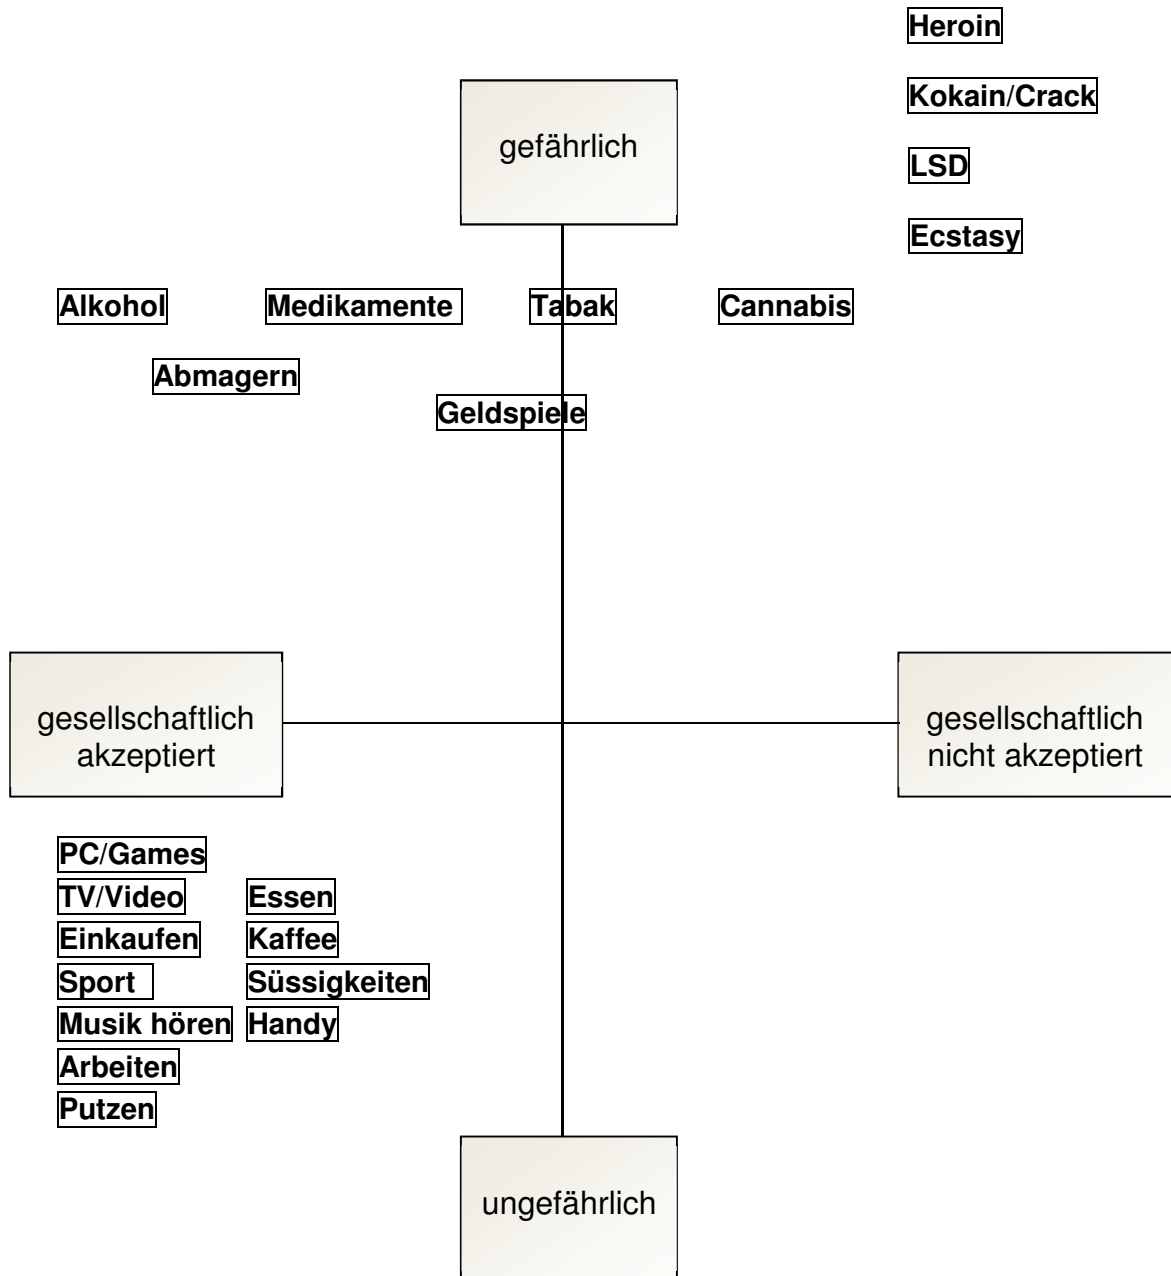 Heroin
Kokain/Crack
gefährlich
LSD
Ecstasy
Alkohol Medikamente Tabak Cannabis
Abmagern
Geldspiele
gesellschaftlich
akzeptiert
gesellschaftlich
nicht akzeptiert
PC/Games
TV/Video Essen
Einkaufen Kaffee
Sport Süssigkeiten
Musik hören Handy
Arbeiten
Putzen
ungefährlich